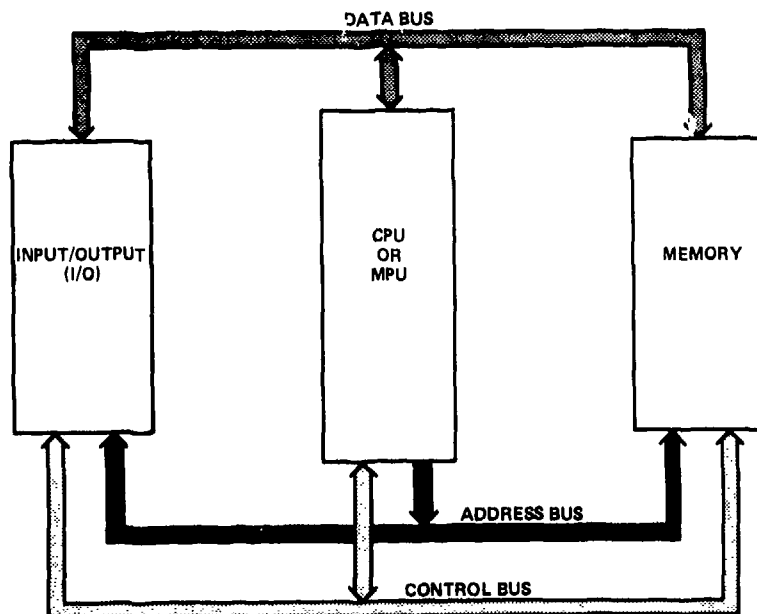 DATA BUS
INPUT/OUTPUT
(I/O)
CPU
OR
MPU
MEMORY
ADDRESS BUS
CONTROL BUS